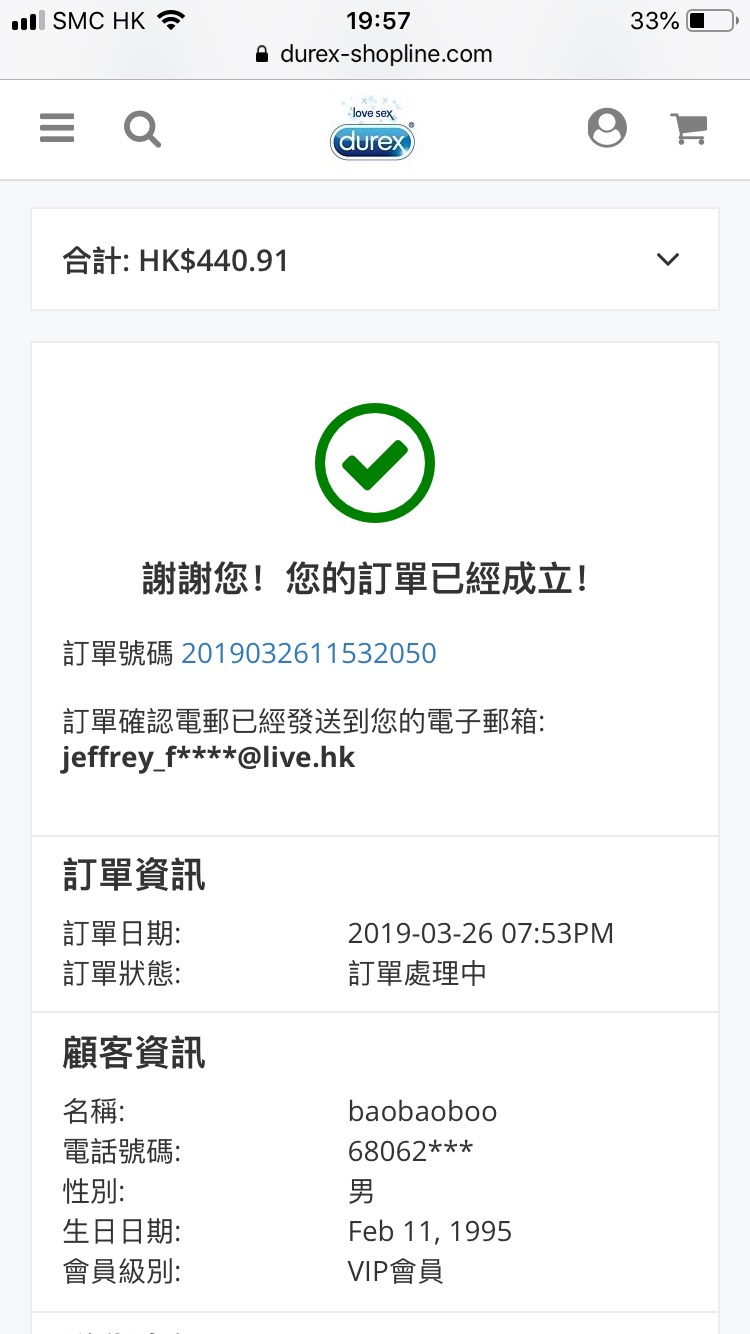 SMC HK 19:57 33%
durex-shopline.com
love sex
durex®
合計: HK$440.91
謝謝您！您的訂單已經成立！
訂單號碼 2019032611532050
訂單確認電郵已經發送到您的電子郵箱:
jeffrey_f****@live.hk
訂單資訊
訂單日期: 2019-03-26 07:53PM
訂單狀態: 訂單處理中
顧客資訊
名稱: baobaoboo
電話號碼: 68062***
性別: 男
生日日期: Feb 11, 1995
會員級別: VIP會員